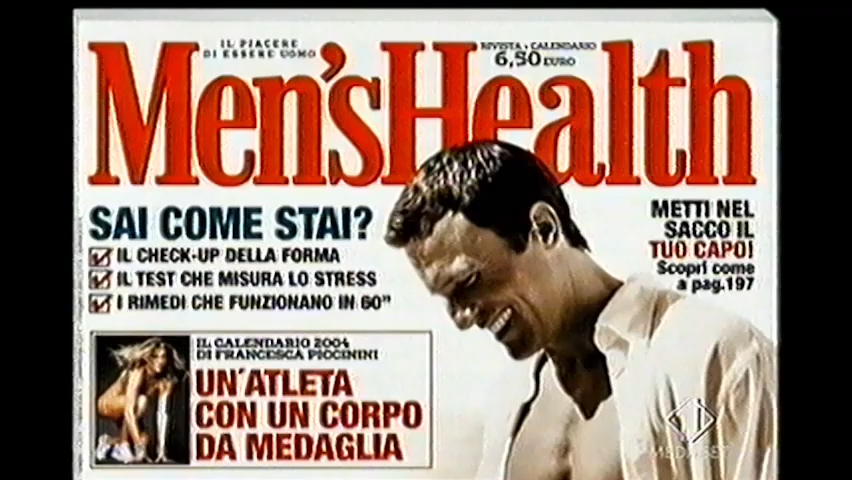 IL PIACERE
DI ESSERE UOMO
RIVISTA + CALENDARIO
6,50 EURO
Men'sHealth
SAI COME STAI?
IL CHECK-UP DELLA FORMA
IL TEST CHE MISURA LO STRESS
I RIMEDI CHE FUNZIONANO IN 60"
METTI NEL
SACCO IL
TUO CAPO!
Scopri come
a pag.197
IL CALENDARIO 2004
DI FRANCESCA PICCININI
UN'ATLETA
CON UN CORPO
DA MEDAGLIA
MEDIASET